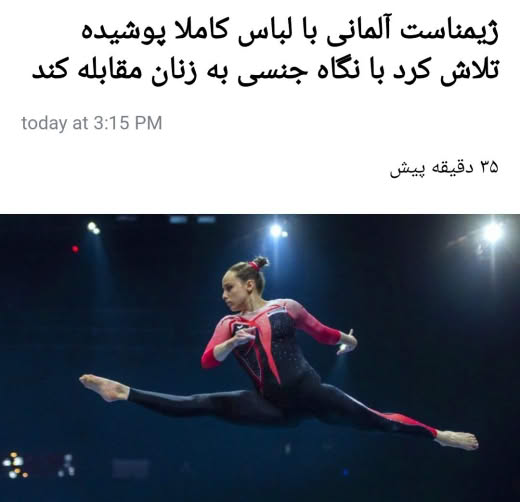 ژیمناست آلمانی با لباس کاملا پوشیده
تلاش کرد با نگاه جنسی به زنان مقابله کند
today at 3:15 PM
۳۵ دقیقه پیش